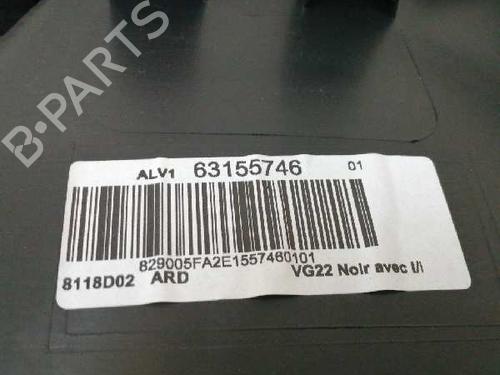 B-PARTS
ALV1 63155746 01
829005FA2E1557460101
8118D02 ARD VG22 Noir avec l/i